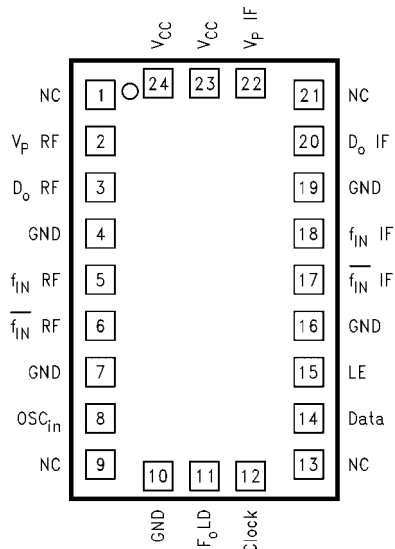 V_CC V_CC V_P IF
24 23 22
NC 1 21 NC
V_P RF 2 20 D_o IF
D_o RF 3 19 GND
GND 4 18 f_IN IF
f_IN RF 5 17 f̅_I̅N̅ IF
f̅_I̅N̅ RF 6 16 GND
GND 7 15 LE
OSC_in 8 14 Data
NC 9 13 NC
10 11 12
GND F_oLD Clock